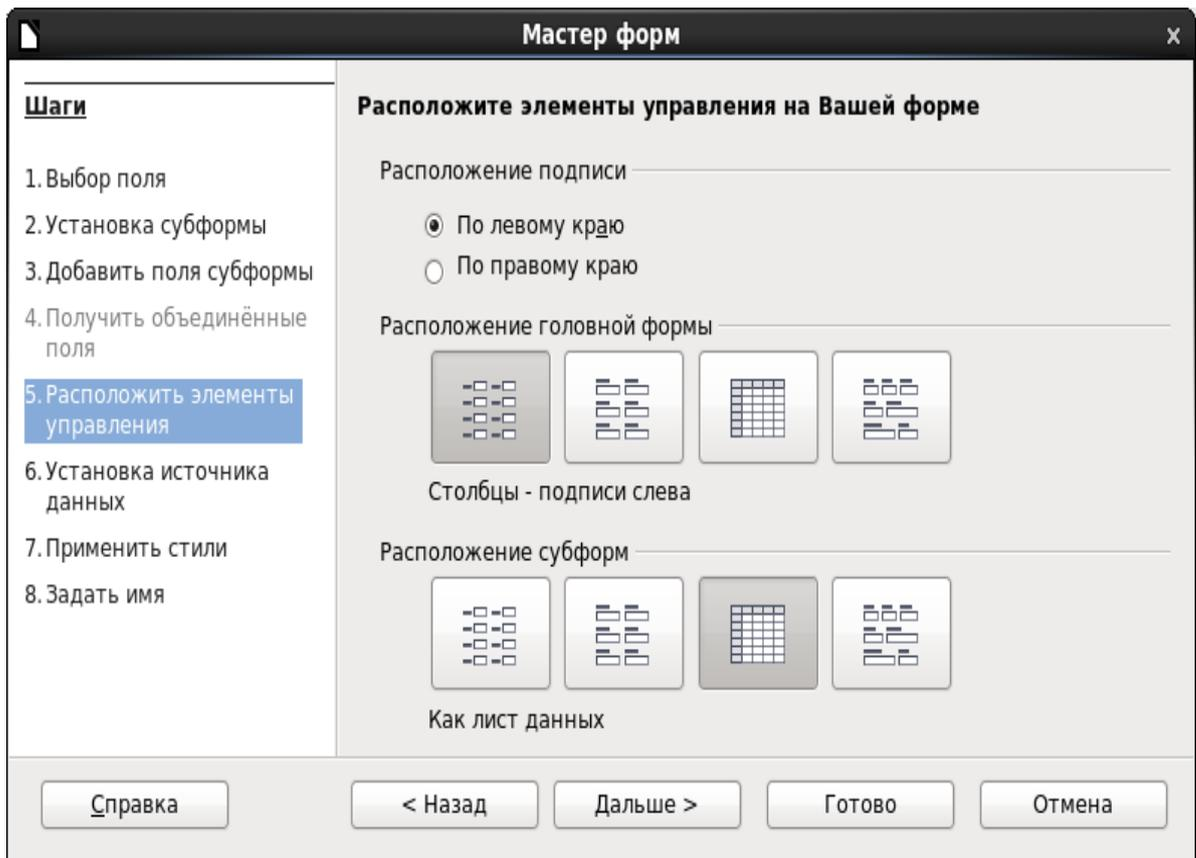 Мастер форм
x
Шаги
1. Выбор поля
2. Установка субформы
3. Добавить поля субформы
4. Получить объединённые
поля
5. Расположить элементы
управления
6. Установка источника
данных
7. Применить стили
8. Задать имя
Расположите элементы управления на Вашей форме
Расположение подписи
По левому краю
По правому краю
Расположение головной формы
Столбцы - подписи слева
Расположение субформ
Как лист данных
Справка
< Назад
Дальше >
Готово
Отмена